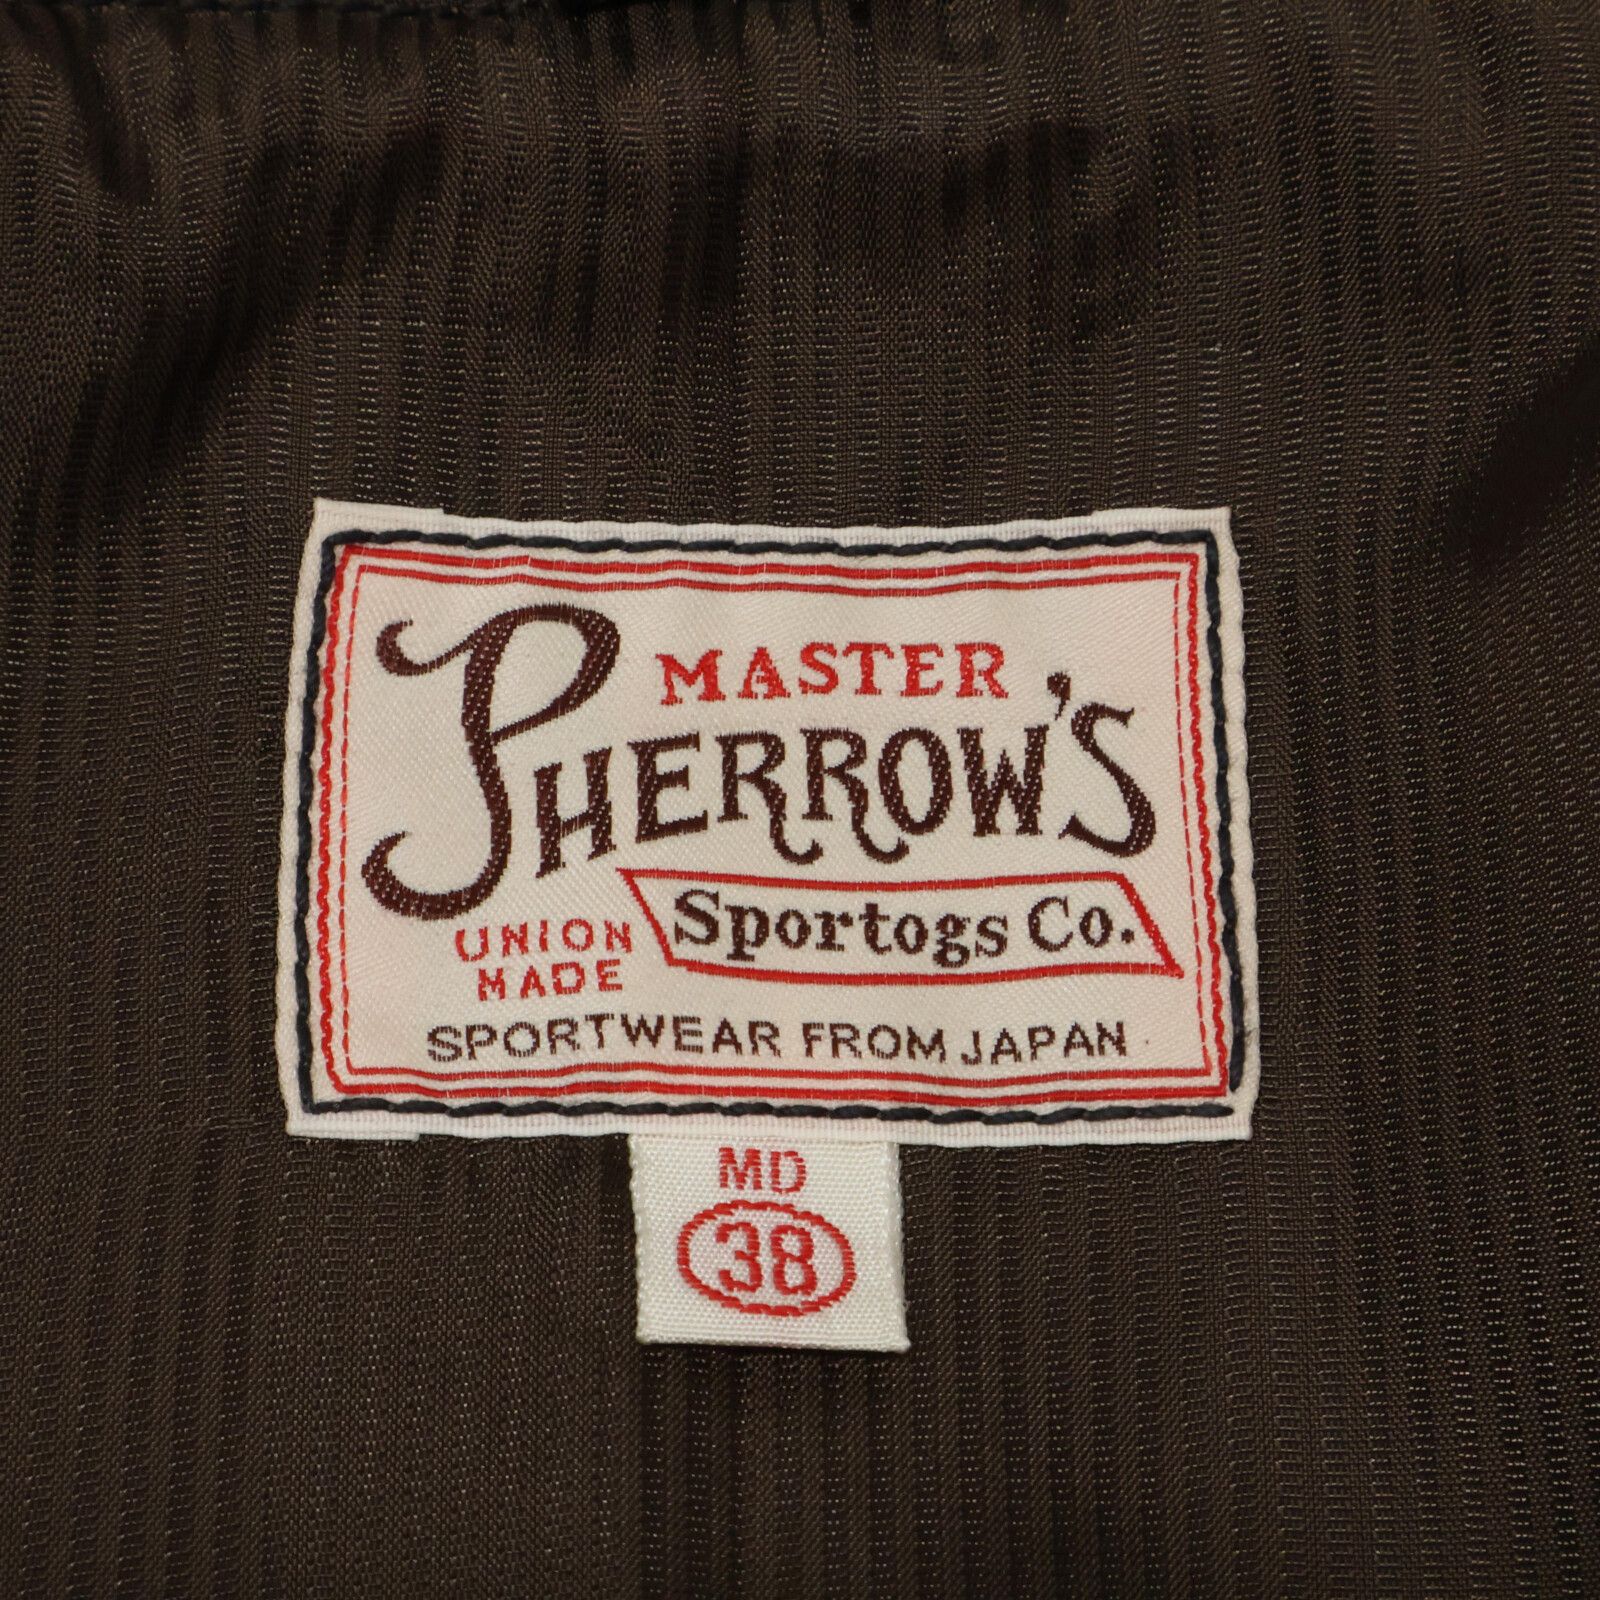 MASTER
PHERROW'S
Sportogs Co.
UNION
MADE
SPORTWEAR FROM JAPAN
MD
38